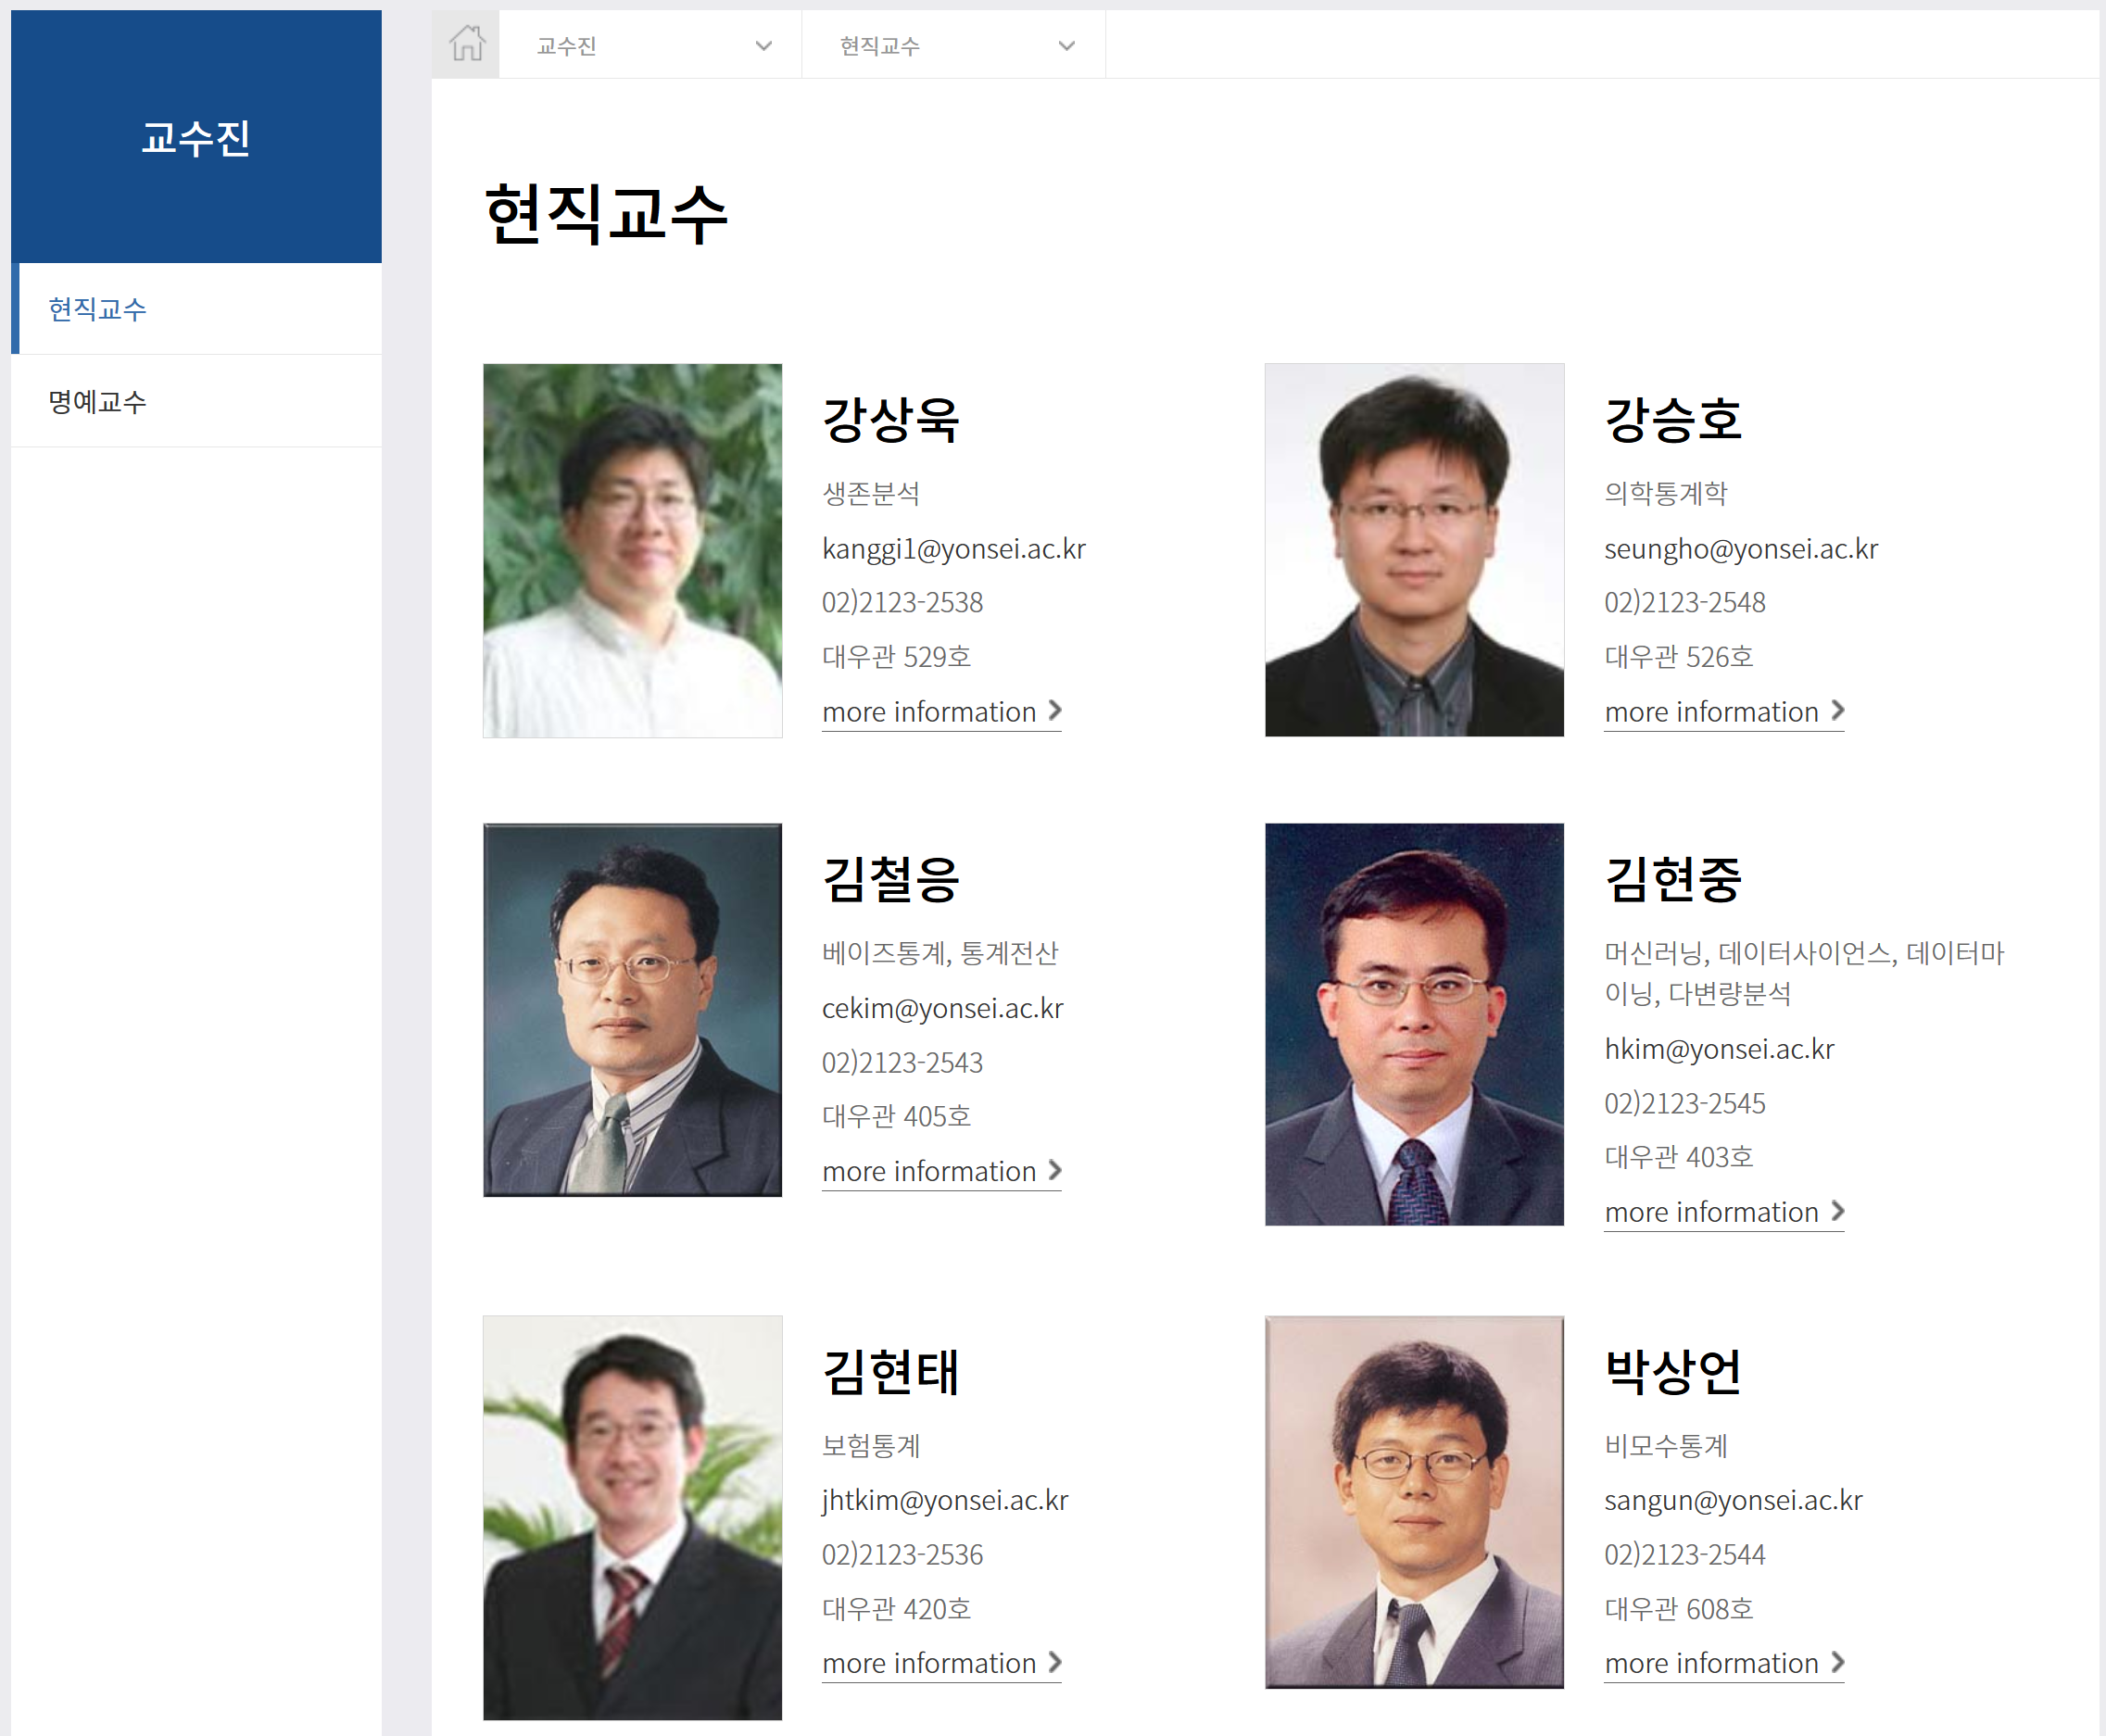 교수진
현직교수
명예교수
교수진
현직교수
현직교수
강상욱
생존분석
kanggi1@yonsei.ac.kr
02)2123-2538
대우관 529호
more information
강승호
의학통계학
seungho@yonsei.ac.kr
02)2123-2548
대우관 526호
more information
김철응
베이즈통계, 통계전산
cekim@yonsei.ac.kr
02)2123-2543
대우관 405호
more information
김현중
머신러닝, 데이터사이언스, 데이터마
이닝, 다변량분석
hkim@yonsei.ac.kr
02)2123-2545
대우관 403호
more information
김현태
보험통계
jhtkim@yonsei.ac.kr
02)2123-2536
대우관 420호
more information
박상언
비모수통계
sangun@yonsei.ac.kr
02)2123-2544
대우관 608호
more information